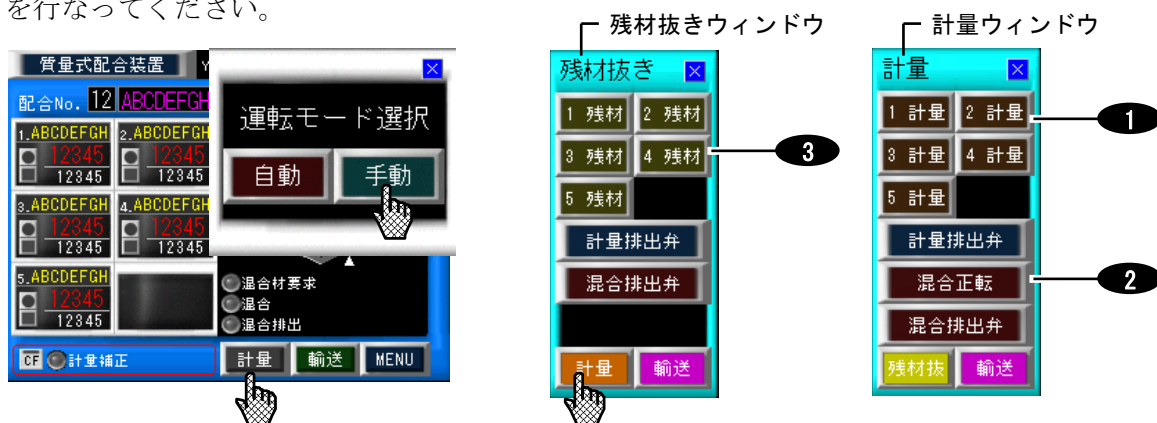 を行なってください。
残材抜きウィンドウ
計量ウィンドウ
質量式配合装置
配合No. 12 ABCDEFGH
1.ABCDEFGH 2.ABCDEFGH
12345 12345
12345 12345
3.ABCDEFGH 4.ABCDEFGH
12345 12345
12345 12345
5.ABCDEFGH
12345
12345
CF 計量補正
運転モード選択
自動 手動
混合材要求
混合
混合排出
計量 輸送 MENU
残材抜き
1 残材 2 残材
3 残材 4 残材
5 残材
計量排出弁
混合排出弁
計量 輸送
3
計量
1 計量 2 計量
3 計量 4 計量
5 計量
計量排出弁
混合正転
混合排出弁
残材抜 輸送
1
2